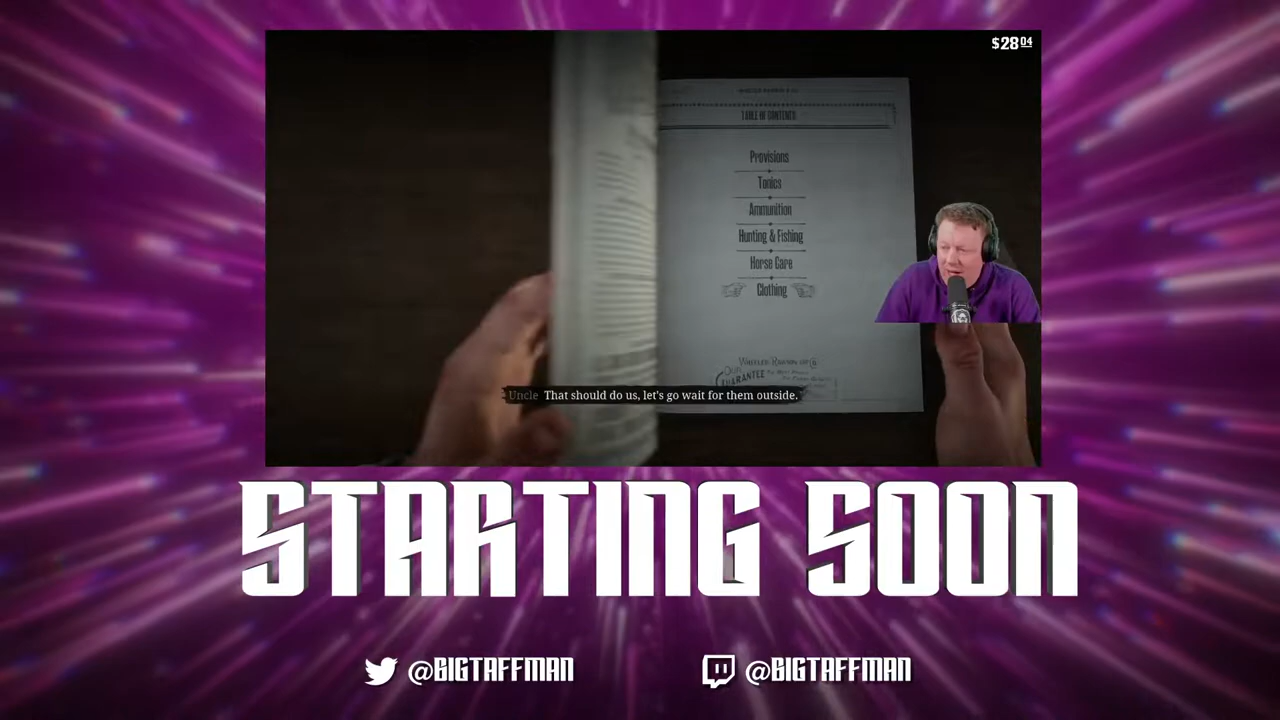 $28 04
TABLE OF CONTENTS
Provisions
Tonics
Ammunition
Hunting & Fishing
Horse Care
Clothing
GUARANTEE
Uncle That should do us, let's go wait for them outside.
STARTING SOON
@BIGTAFFMAN
@BIGTAFFMAN